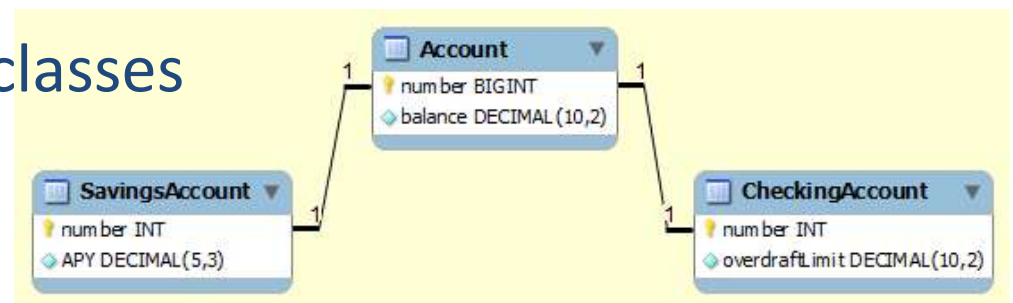 classes
Account
number BIGINT
balance DECIMAL(10,2)
1
1
SavingsAccount
number INT
APY DECIMAL(5,3)
1
CheckingAccount
number INT
overdraftLimit DECIMAL(10,2)
1